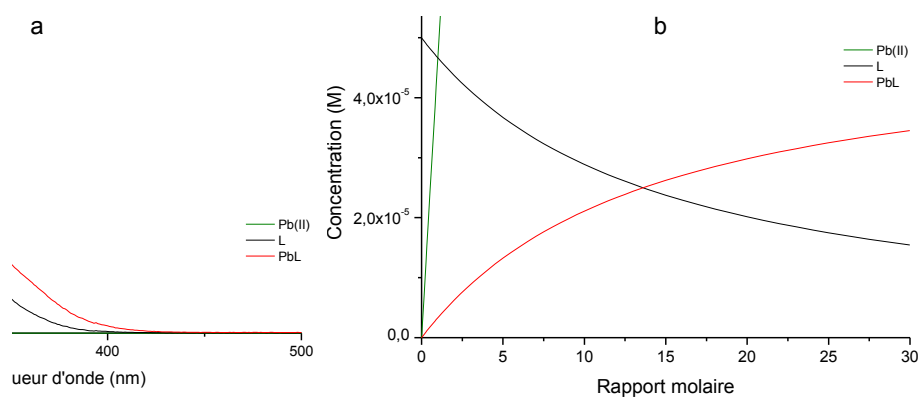 a
Pb(II)
L
PbL
400
500
ueur d'onde (nm)
b
Pb(II)
L
PbL
Concentration (M)
4,0x10⁻⁵
2,0x10⁻⁵
0,0
0
5
10
15
20
25
30
Rapport molaire